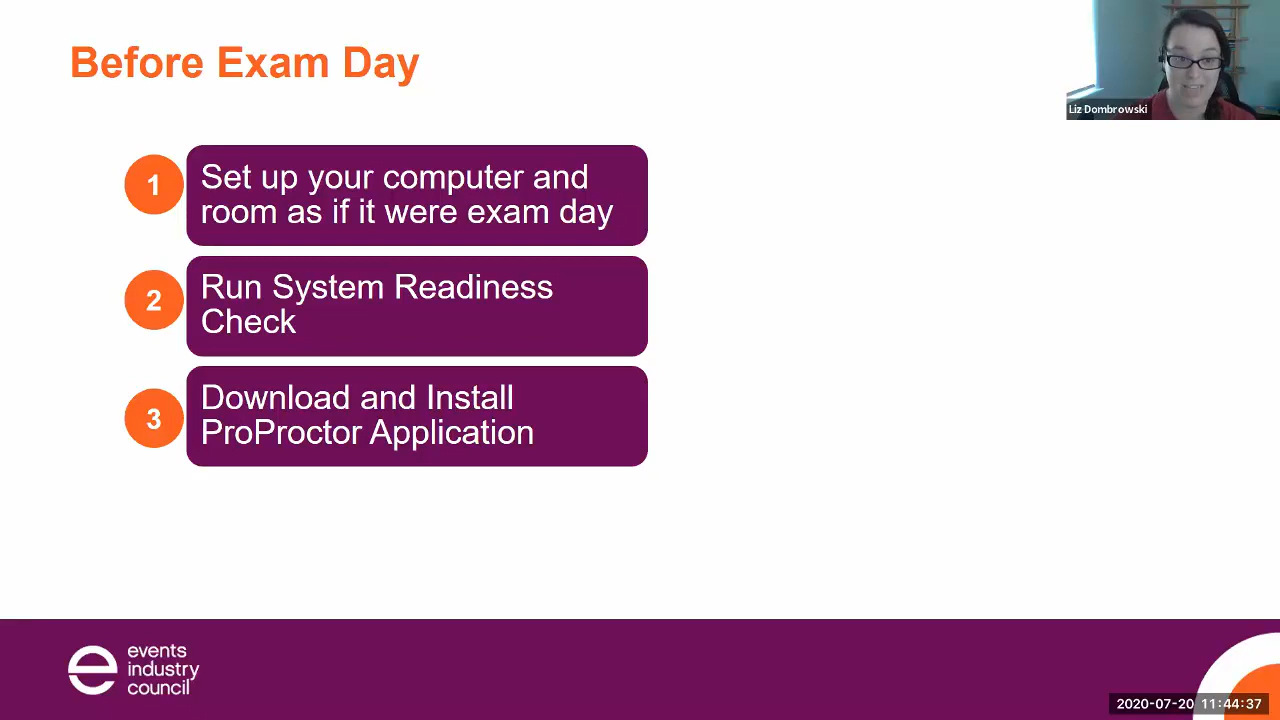 Before Exam Day
Liz Dombrowski
1
Set up your computer and
room as if it were exam day
2
Run System Readiness
Check
3
Download and Install
ProProctor Application
events
industry
council
2020-07-20 11:44:37